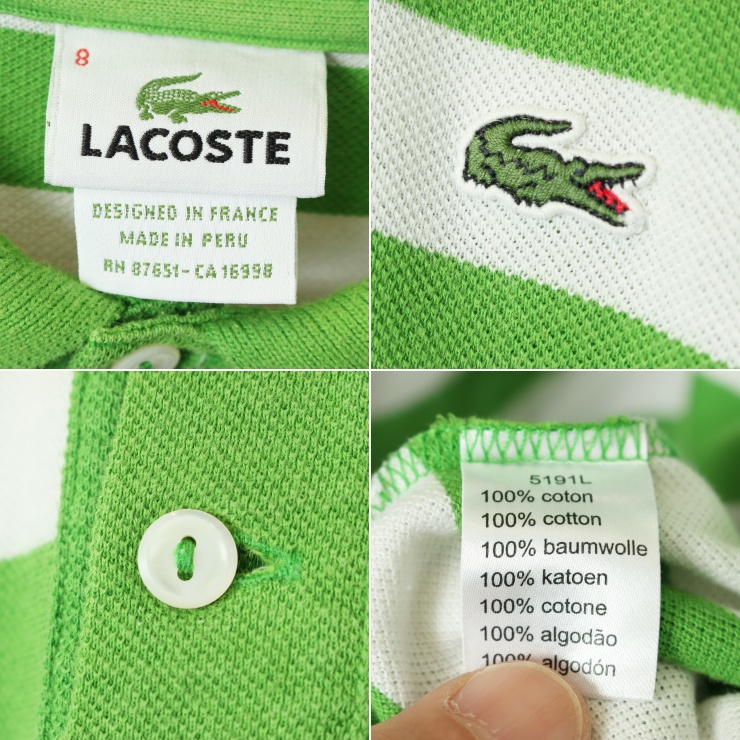 8
LACOSTE
DESIGNED IN FRANCE
MADE IN PERU
RN 87651-CA 16998
5191L
100% coton
100% cotton
100% baumwolle
100% katoen
100% cotone
100% algodão
100% algodón